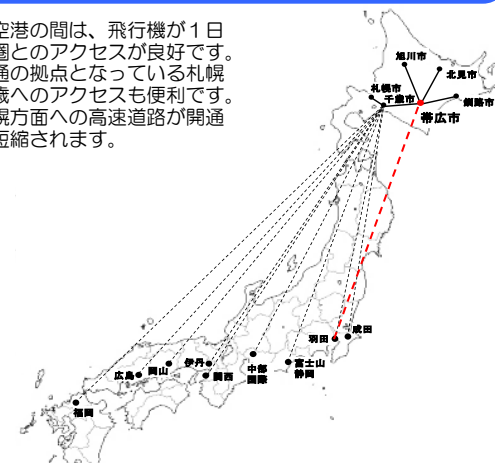 空港の間は、飛行機が１日
圏とのアクセスが良好です。
通の拠点となっている札幌
歳へのアクセスも便利です。
幌方面への高速道路が開通
短縮されます。
旭川市
北見市
札幌市
千歳市
釧路市
帯広市
羽田
成田
伊丹
中部
国際
富士山
静岡
広島
岡山
関西
福岡